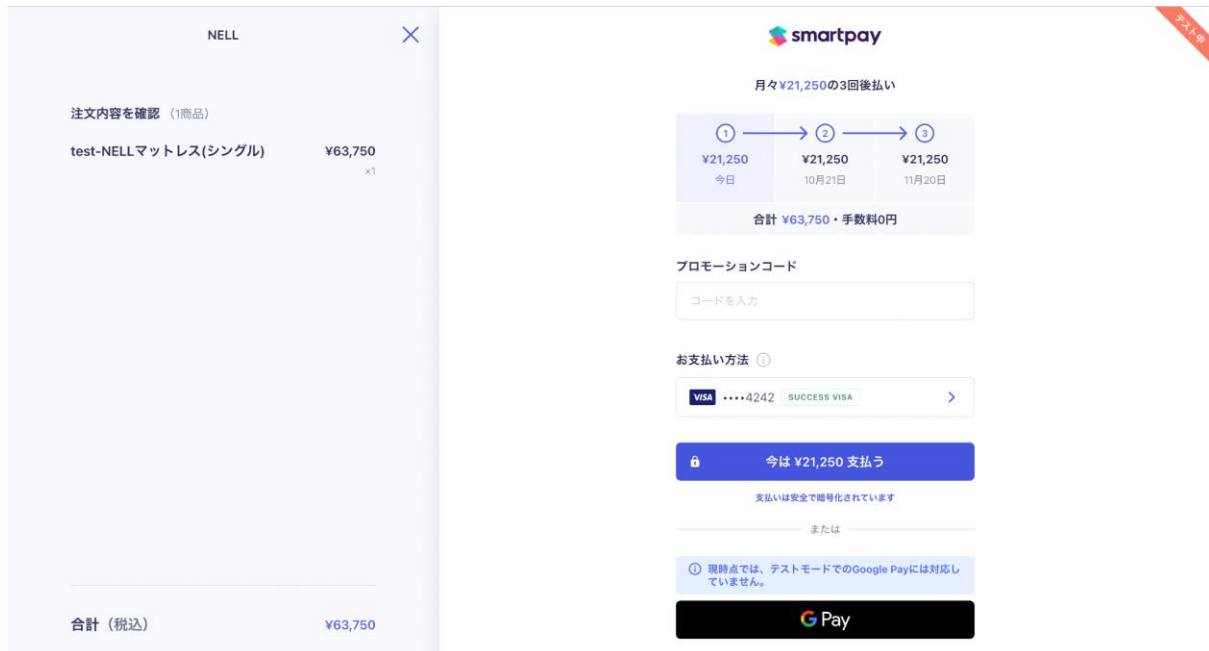 NELL
注文内容を確認 （1商品）
test-NELLマットレス(シングル) ¥63,750
×1
合計（税込） ¥63,750
smartpay
テスト中
月々¥21,250の3回後払い
1 2 3
¥21,250 ¥21,250 ¥21,250
今日 10月21日 11月20日
合計 ¥63,750・手数料0円
プロモーションコード
コードを入力
お支払い方法
VISA ••••4242 SUCCESS VISA
今は ¥21,250 支払う
支払いは安全で暗号化されています
または
現時点では、テストモードでのGoogle Payには対応し
ていません。
G Pay